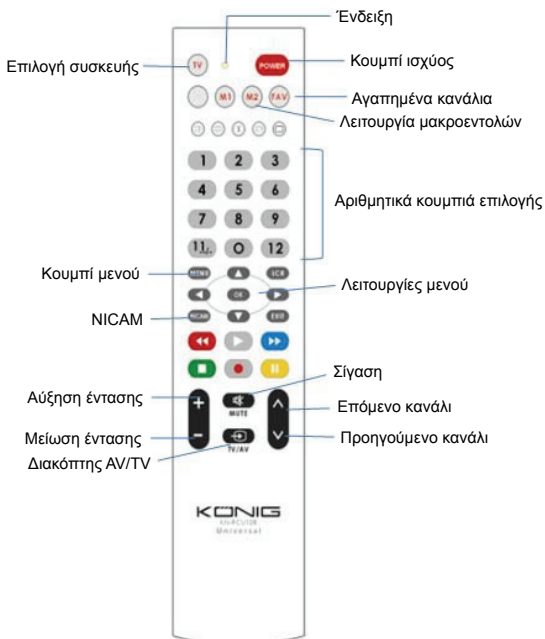 Ένδειξη
Επιλογή συσκευής
Κουμπί ισχύος
TV
POWER
M1 M2 FAV
Αγαπημένα κανάλια
Λειτουργία μακροεντολών
1 2 3
4 5 6
7 8 9
0 12
Αριθμητικά κουμπιά επιλογής
Κουμπί μενού
MENU
OK
Λειτουργίες μενού
NICAM
NICAM EXIT
Σίγαση
Αύξηση έντασης
+
MUTE
Επόμενο κανάλι
Μείωση έντασης
−
Προηγούμενο κανάλι
Διακόπτης AV/TV
TV/AV
KÖNIG
Universal